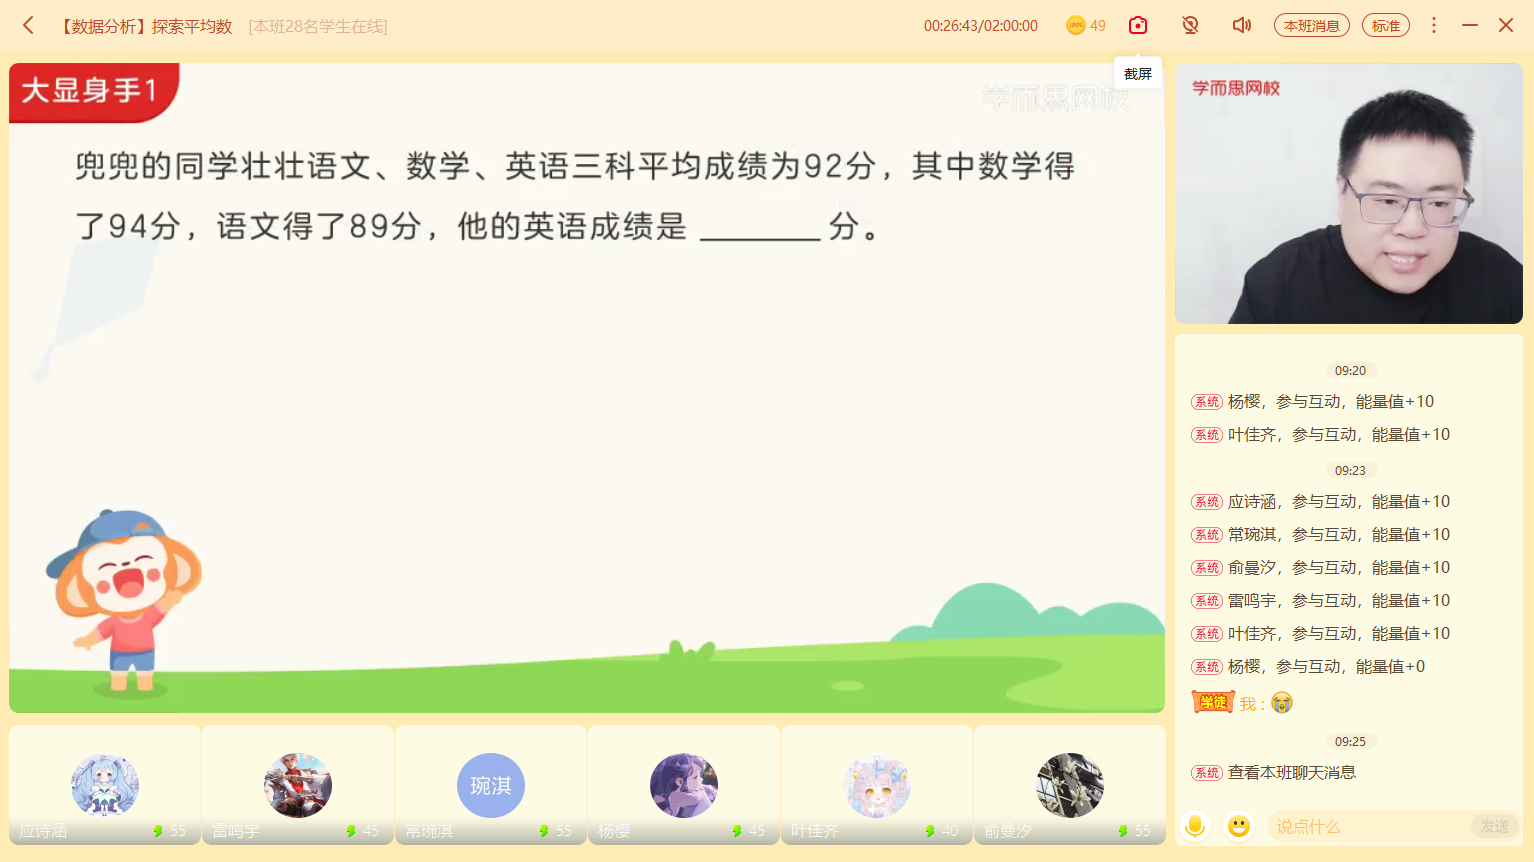 【数据分析】探索平均数 [本班28名学生在线]
00:26:43/02:00:00 49 本班消息 标准
截屏
大显身手1
学而思网校
学而思网校
兜兜的同学壮壮语文、数学、英语三科平均成绩为92分，其中数学得
了94分，语文得了89分，他的英语成绩是 ________ 分。
09:20
系统 杨樱，参与互动，能量值+10
系统 叶佳齐，参与互动，能量值+10
09:23
系统 应诗涵，参与互动，能量值+10
系统 常琬淇，参与互动，能量值+10
系统 俞曼汐，参与互动，能量值+10
系统 雷鸣宇，参与互动，能量值+10
系统 叶佳齐，参与互动，能量值+10
系统 杨樱，参与互动，能量值+0
学徒 我：
09:25
系统 查看本班聊天消息
说点什么 发送
琬淇
应诗涵 55
雷鸣宇 45
常琬淇 55
杨樱 45
叶佳齐 40
俞曼汐 55